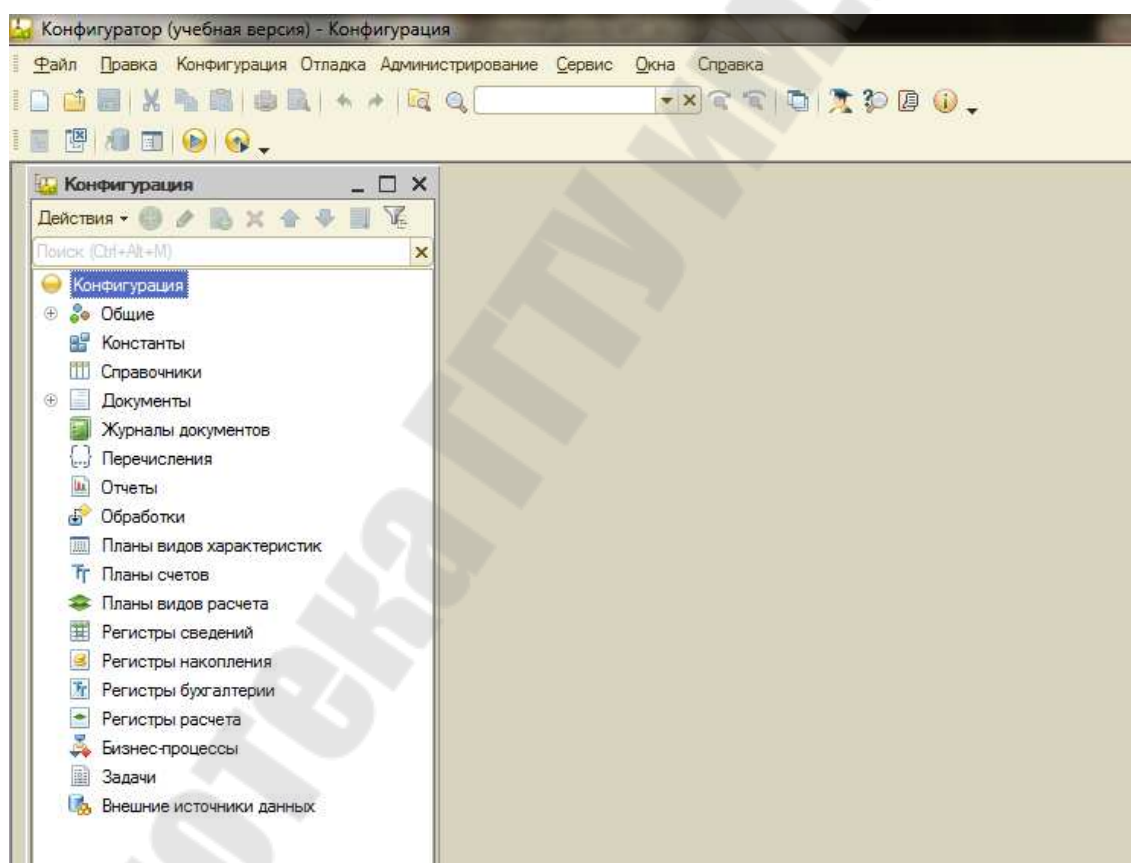 Конфигуратор (учебная версия) - Конфигурация
Файл Правка Конфигурация Отладка Администрирование Сервис Окна Справка
Конфигурация
Действия
Поиск (Ctrl+Alt+M)
Конфигурация
Общие
Константы
Справочники
Документы
Журналы документов
Перечисления
Отчеты
Обработки
Планы видов характеристик
Планы счетов
Планы видов расчета
Регистры сведений
Регистры накопления
Регистры бухгалтерии
Регистры расчета
Бизнес-процессы
Задачи
Внешние источники данных